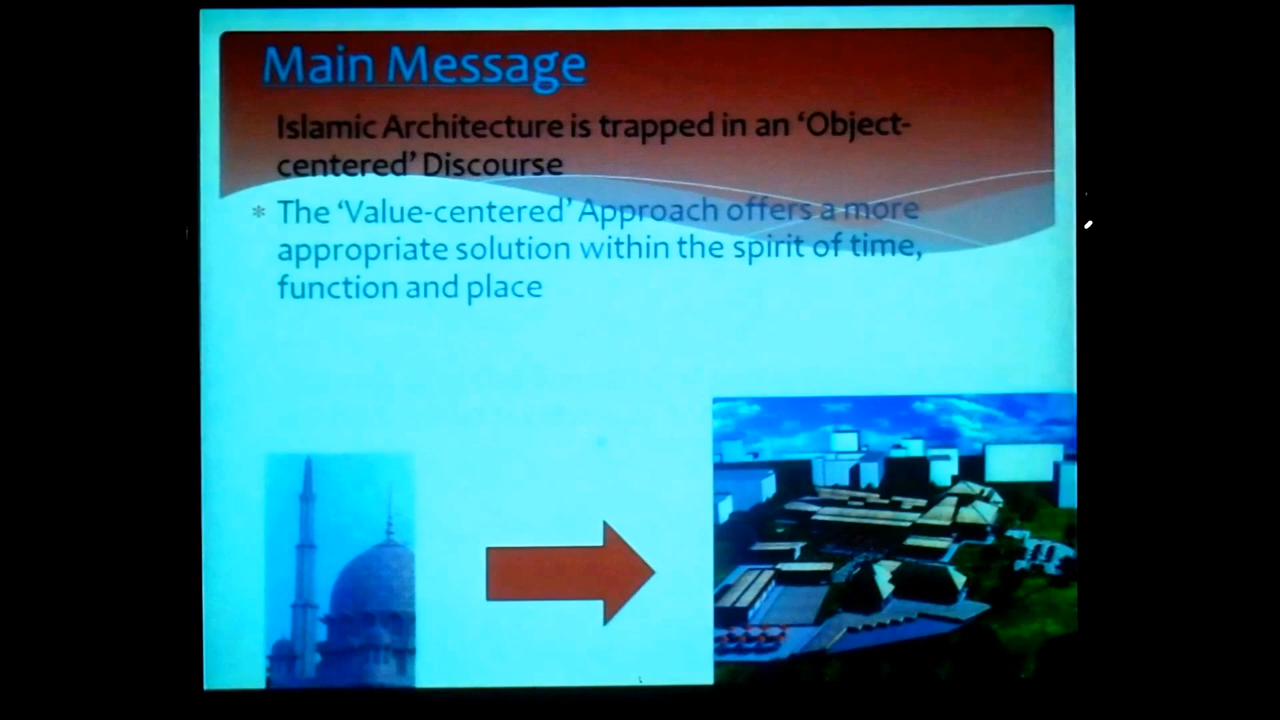 Main Message
Islamic Architecture is trapped in an ‘Object-
centered’ Discourse
* The ‘Value-centered’ Approach offers a more
appropriate solution within the spirit of time,
function and place